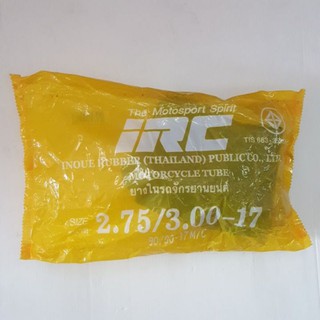 The Motosport Spirit
iRC
INOUE RUBBER (THAILAND) PUBLIC CO., LTD.
MOTORCYCLE TUBE
ยางในรถจักรยานยนต์
SIZE 2.75/3.00-17